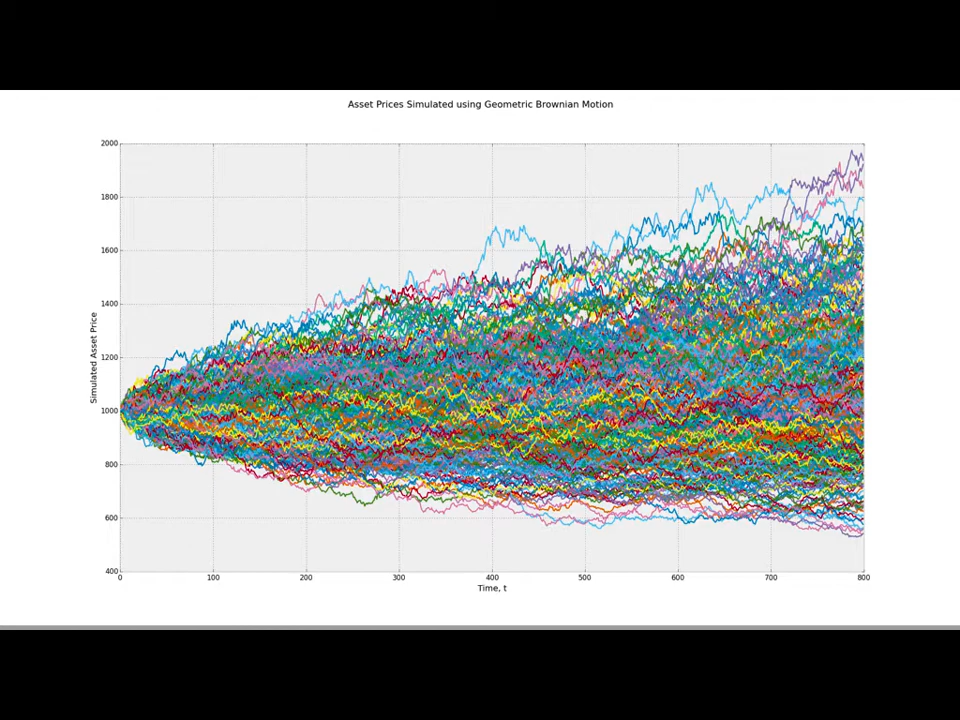 Asset Prices Simulated using Geometric Brownian Motion
2000
1800
1600
1400
1200
1000
800
600
400
Simulated Asset Price
0 100 200 300 400 500 600 700 800
Time, t